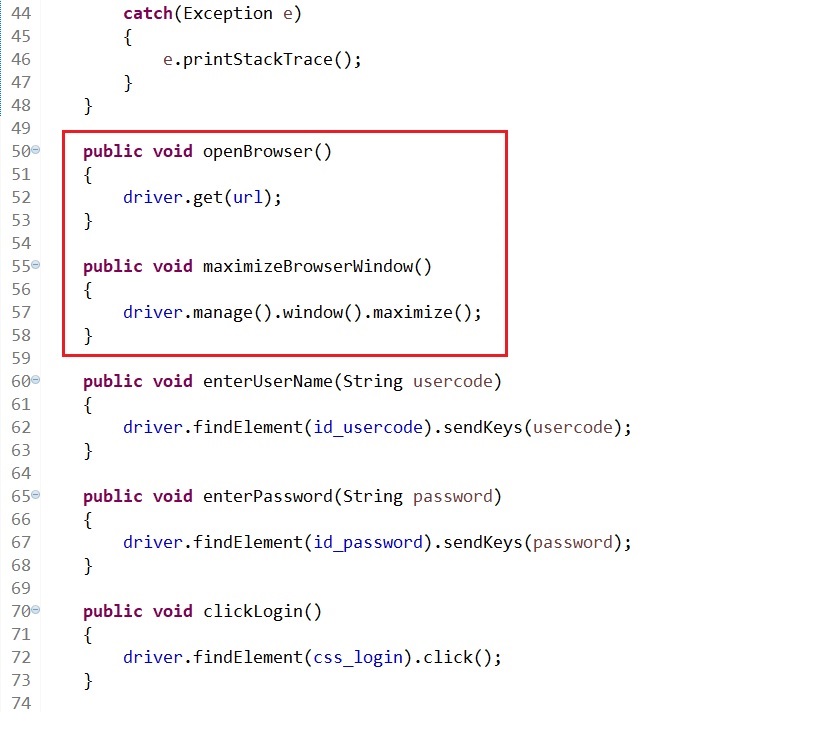 44 catch(Exception e)
45 {
46 e.printStackTrace();
47 }
48 }
49
50 public void openBrowser()
51 {
52 driver.get(url);
53 }
54
55 public void maximizeBrowserWindow()
56 {
57 driver.manage().window().maximize();
58 }
59
60 public void enterUserName(String usercode)
61 {
62 driver.findElement(id_usercode).sendKeys(usercode);
63 }
64
65 public void enterPassword(String password)
66 {
67 driver.findElement(id_password).sendKeys(password);
68 }
69
70 public void clickLogin()
71 {
72 driver.findElement(css_login).click();
73 }
74